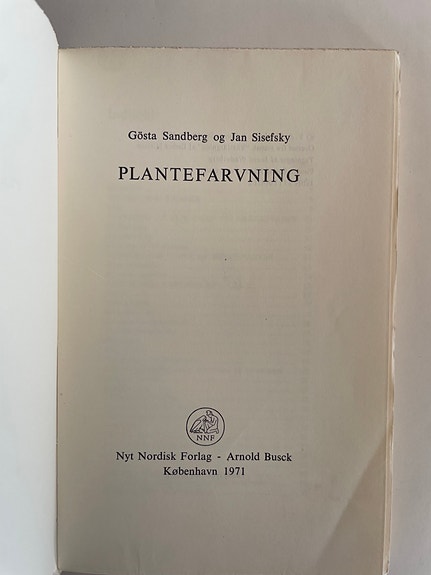 Gösta Sandberg og Jan Sisefsky
PLANTEFARVNING
NNF
Nyt Nordisk Forlag - Arnold Busck
København 1971